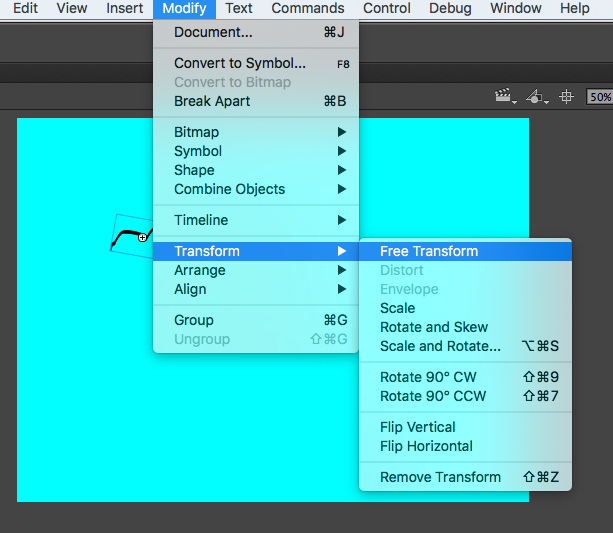 Edit View Insert Modify Text Commands Control Debug Window Help
Document... ⌘J
Convert to Symbol... F8
Convert to Bitmap
Break Apart ⌘B
50%
Bitmap
Symbol
Shape
Combine Objects
Timeline
Transform
Arrange
Align
Group ⌘G
Ungroup ⇧⌘G
Free Transform
Distort
Envelope
Scale
Rotate and Skew
Scale and Rotate... ⌥⌘S
Rotate 90° CW ⇧⌘9
Rotate 90° CCW ⇧⌘7
Flip Vertical
Flip Horizontal
Remove Transform ⇧⌘Z